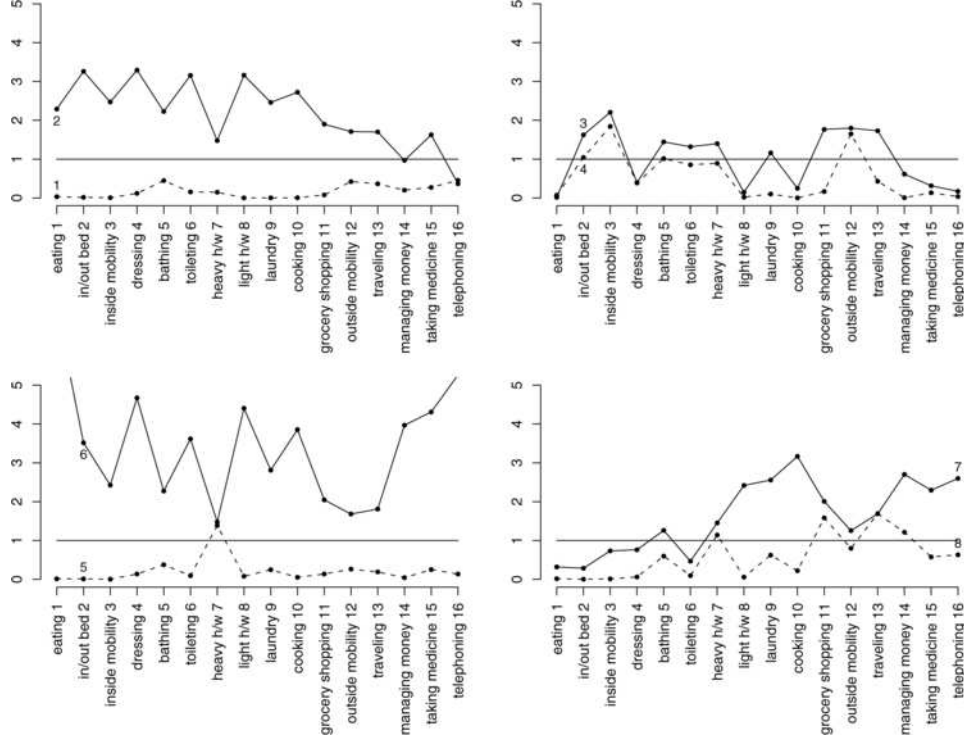 5
4
3
2
1
0
2
1
eating 1
in/out bed 2
inside mobility 3
dressing 4
bathing 5
toileting 6
heavy h/w 7
light h/w 8
laundry 9
cooking 10
grocery shopping 11
outside mobility 12
traveling 13
managing money 14
taking medicine 15
telephoning 16
5
4
3
2
1
0
3
4
eating 1
in/out bed 2
inside mobility 3
dressing 4
bathing 5
toileting 6
heavy h/w 7
light h/w 8
laundry 9
cooking 10
grocery shopping 11
outside mobility 12
traveling 13
managing money 14
taking medicine 15
telephoning 16
5
4
3
2
1
0
6
5
eating 1
in/out bed 2
inside mobility 3
dressing 4
bathing 5
toileting 6
heavy h/w 7
light h/w 8
laundry 9
cooking 10
grocery shopping 11
outside mobility 12
traveling 13
managing money 14
taking medicine 15
telephoning 16
5
4
3
2
1
0
7
8
eating 1
in/out bed 2
inside mobility 3
dressing 4
bathing 5
toileting 6
heavy h/w 7
light h/w 8
laundry 9
cooking 10
grocery shopping 11
outside mobility 12
traveling 13
managing money 14
taking medicine 15
telephoning 16